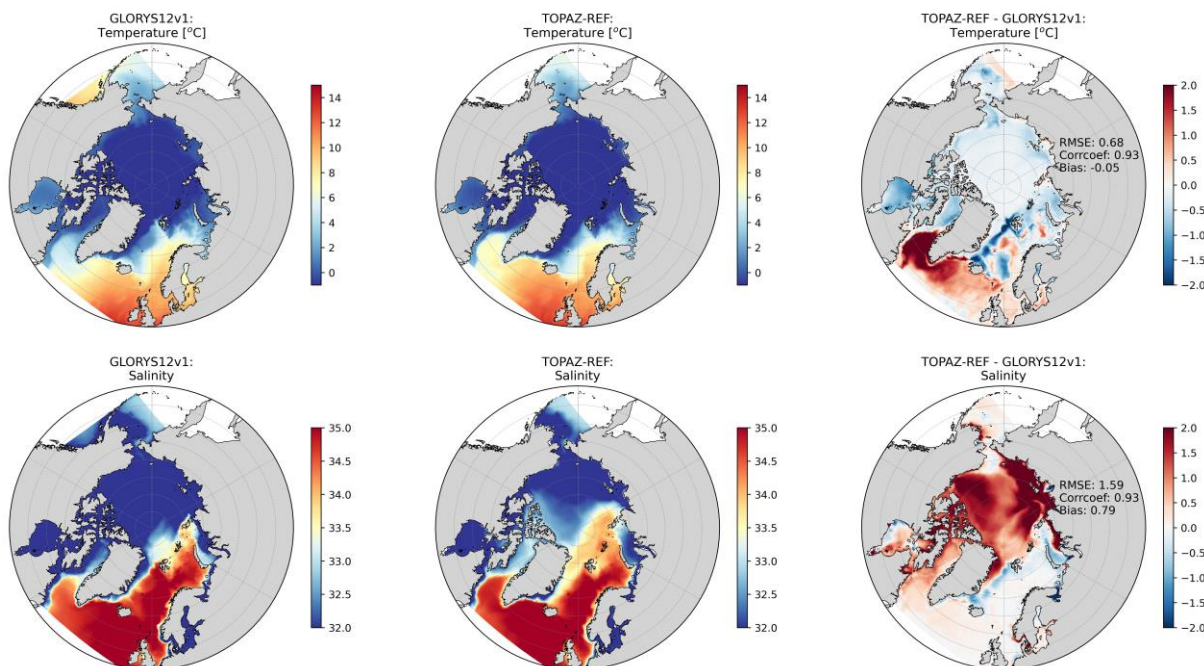 GLORYS12v1:
Temperature [°C]
TOPAZ-REF:
Temperature [°C]
TOPAZ-REF - GLORYS12v1:
Temperature [°C]
14
12
10
8
6
4
2
0
14
12
10
8
6
4
2
0
RMSE: 0.68
Corrcoef: 0.93
Bias: -0.05
2.0
1.5
1.0
0.5
0.0
−0.5
−1.0
−1.5
−2.0
GLORYS12v1:
Salinity
TOPAZ-REF:
Salinity
TOPAZ-REF - GLORYS12v1:
Salinity
35.0
34.5
34.0
33.5
33.0
32.5
32.0
35.0
34.5
34.0
33.5
33.0
32.5
32.0
RMSE: 1.59
Corrcoef: 0.93
Bias: 0.79
2.0
1.5
1.0
0.5
0.0
−0.5
−1.0
−1.5
−2.0